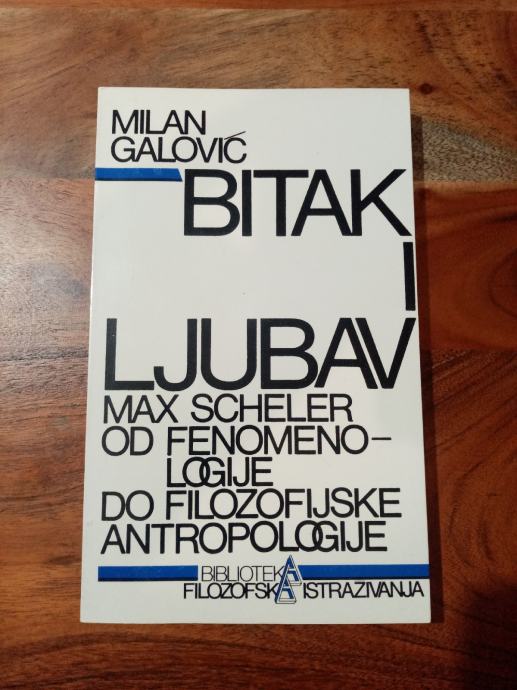 MILAN
GALOVIĆ
BITAK
I
LJUBAV
MAX SCHELER
OD FENOMENO-
LOGIJE
DO FILOZOFIJSKE
ANTROPOLOGIJE
BIBLIOTEKA
FILOZOFSKA ISTRAZIVANJA